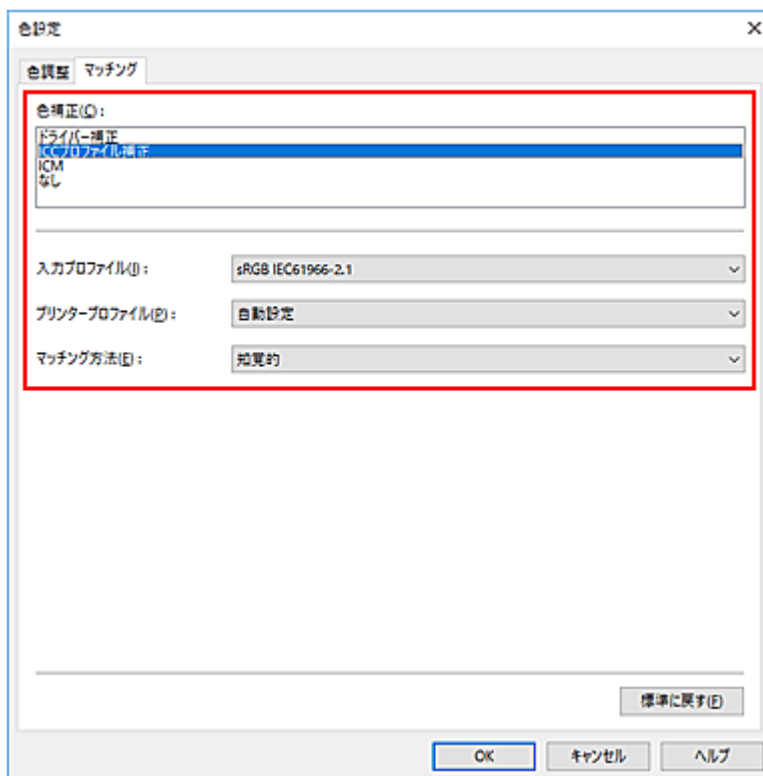 色設定
色調整 マッチング
色補正(C):
ドライバー補正
ICCプロファイル補正
ICM
なし
入力プロファイル(I): sRGB IEC61966-2.1
プリンタープロファイル(P): 自動設定
マッチング方法(E): 知覚的
標準に戻す(F)
OK キャンセル ヘルプ